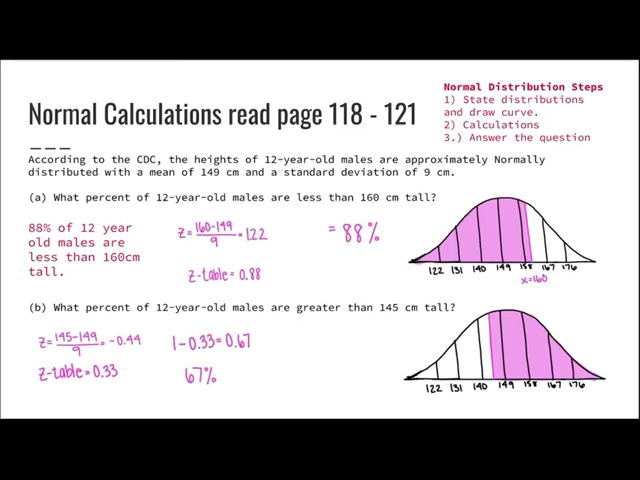 Normal Distribution Steps
1) State distributions
and draw curve.
2) Calculations
3.) Answer the question
Normal Calculations read page 118 - 121
According to the CDC, the heights of 12-year-old males are approximately Normally
distributed with a mean of 149 cm and a standard deviation of 9 cm.
(a) What percent of 12-year-old males are less than 160 cm tall?
88% of 12 year
old males are
less than 160cm
tall.
z= 160-149
9
= 122
= 88%
z-table = 0.88
122 131 140 149 158 167 176
x=160
(b) What percent of 12-year-old males are greater than 145 cm tall?
z= 145-149
9
= -0.44
1-0.33=0.67
z-table = 0.33
67%
122 131 140 149 158 167 176